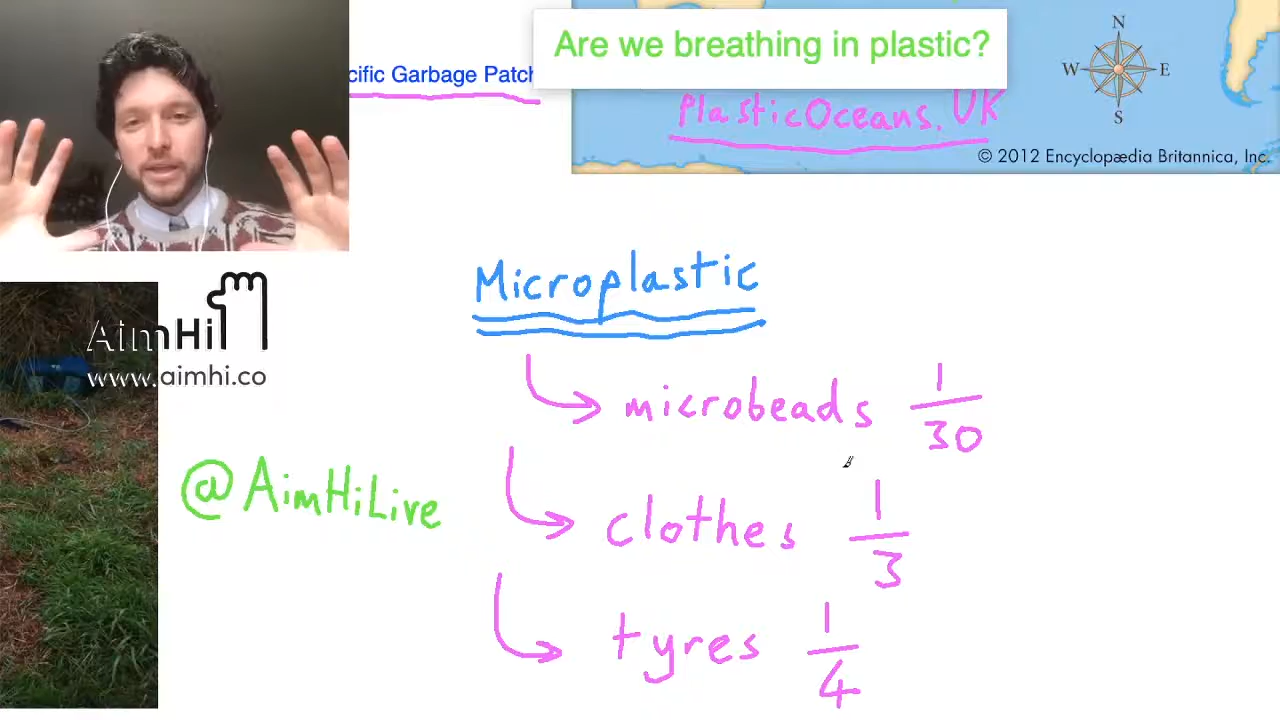 Are we breathing in plastic?
cific Garbage Patch
PlasticOceans.UK
N
W
E
S
© 2012 Encyclopædia Britannica, Inc.
AimHi
www.aimhi.co
@AimHiLive
Microplastic
microbeads 1/30
clothes 1/3
tyres 1/4